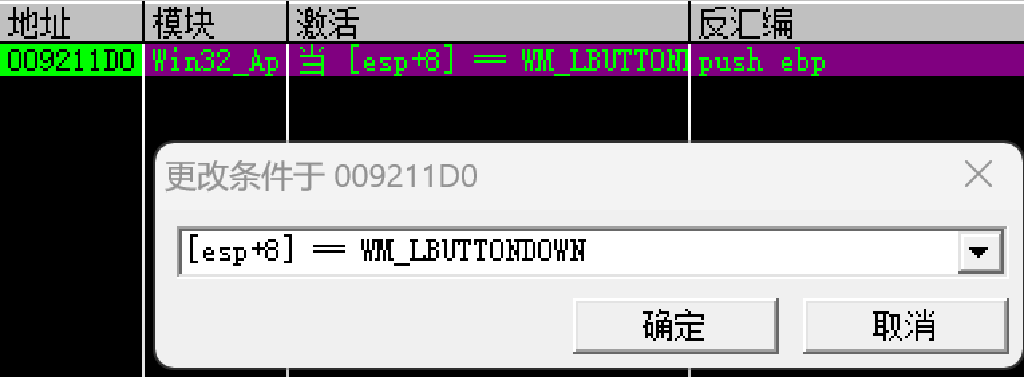 地址 模块 激活 反汇编
009211D0 Win32_Ap 当 [esp+8] == WM_LBUTTON push ebp
更改条件于 009211D0
[esp+8] == WM_LBUTTONDOWN
确定 取消